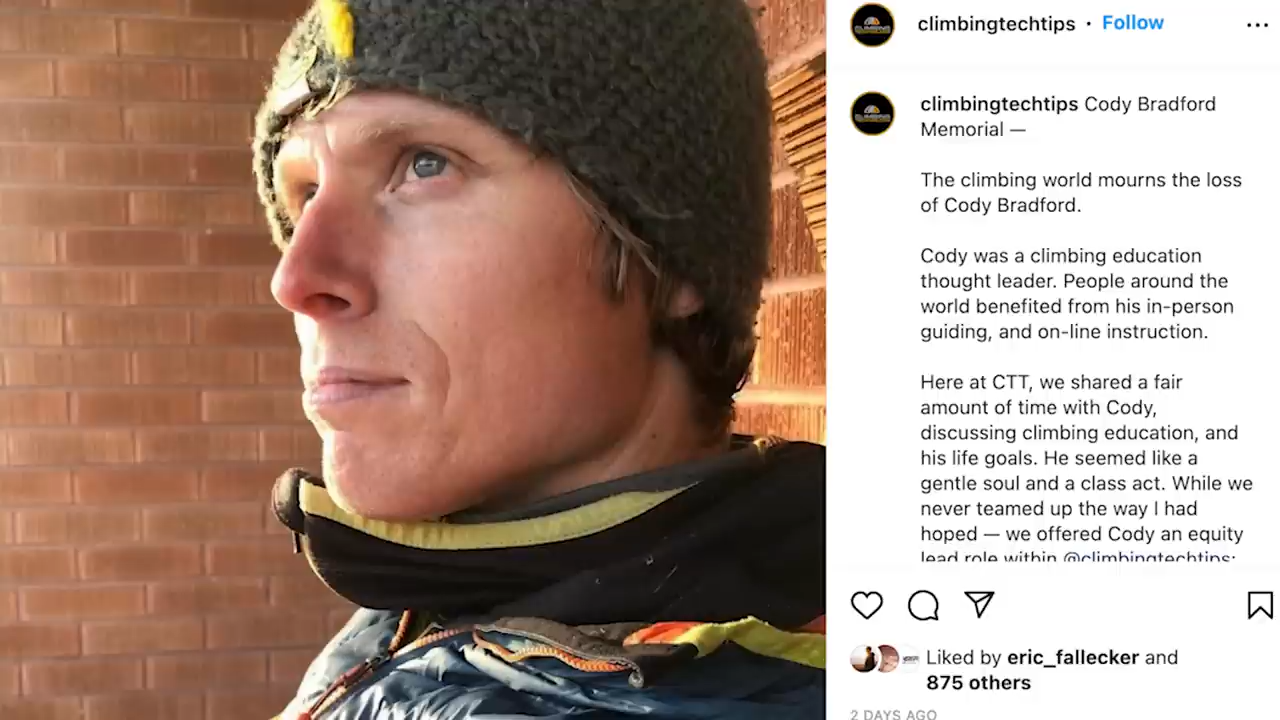 climbingtechtips • Follow
climbingtechtips Cody Bradford
Memorial —
The climbing world mourns the loss
of Cody Bradford.
Cody was a climbing education
thought leader. People around the
world benefited from his in-person
guiding, and on-line instruction.
Here at CTT, we shared a fair
amount of time with Cody,
discussing climbing education, and
his life goals. He seemed like a
gentle soul and a class act. While we
never teamed up the way I had
hoped — we offered Cody an equity
lead role within @climbingtechtips;
Liked by eric_fallecker and
875 others
2 DAYS AGO